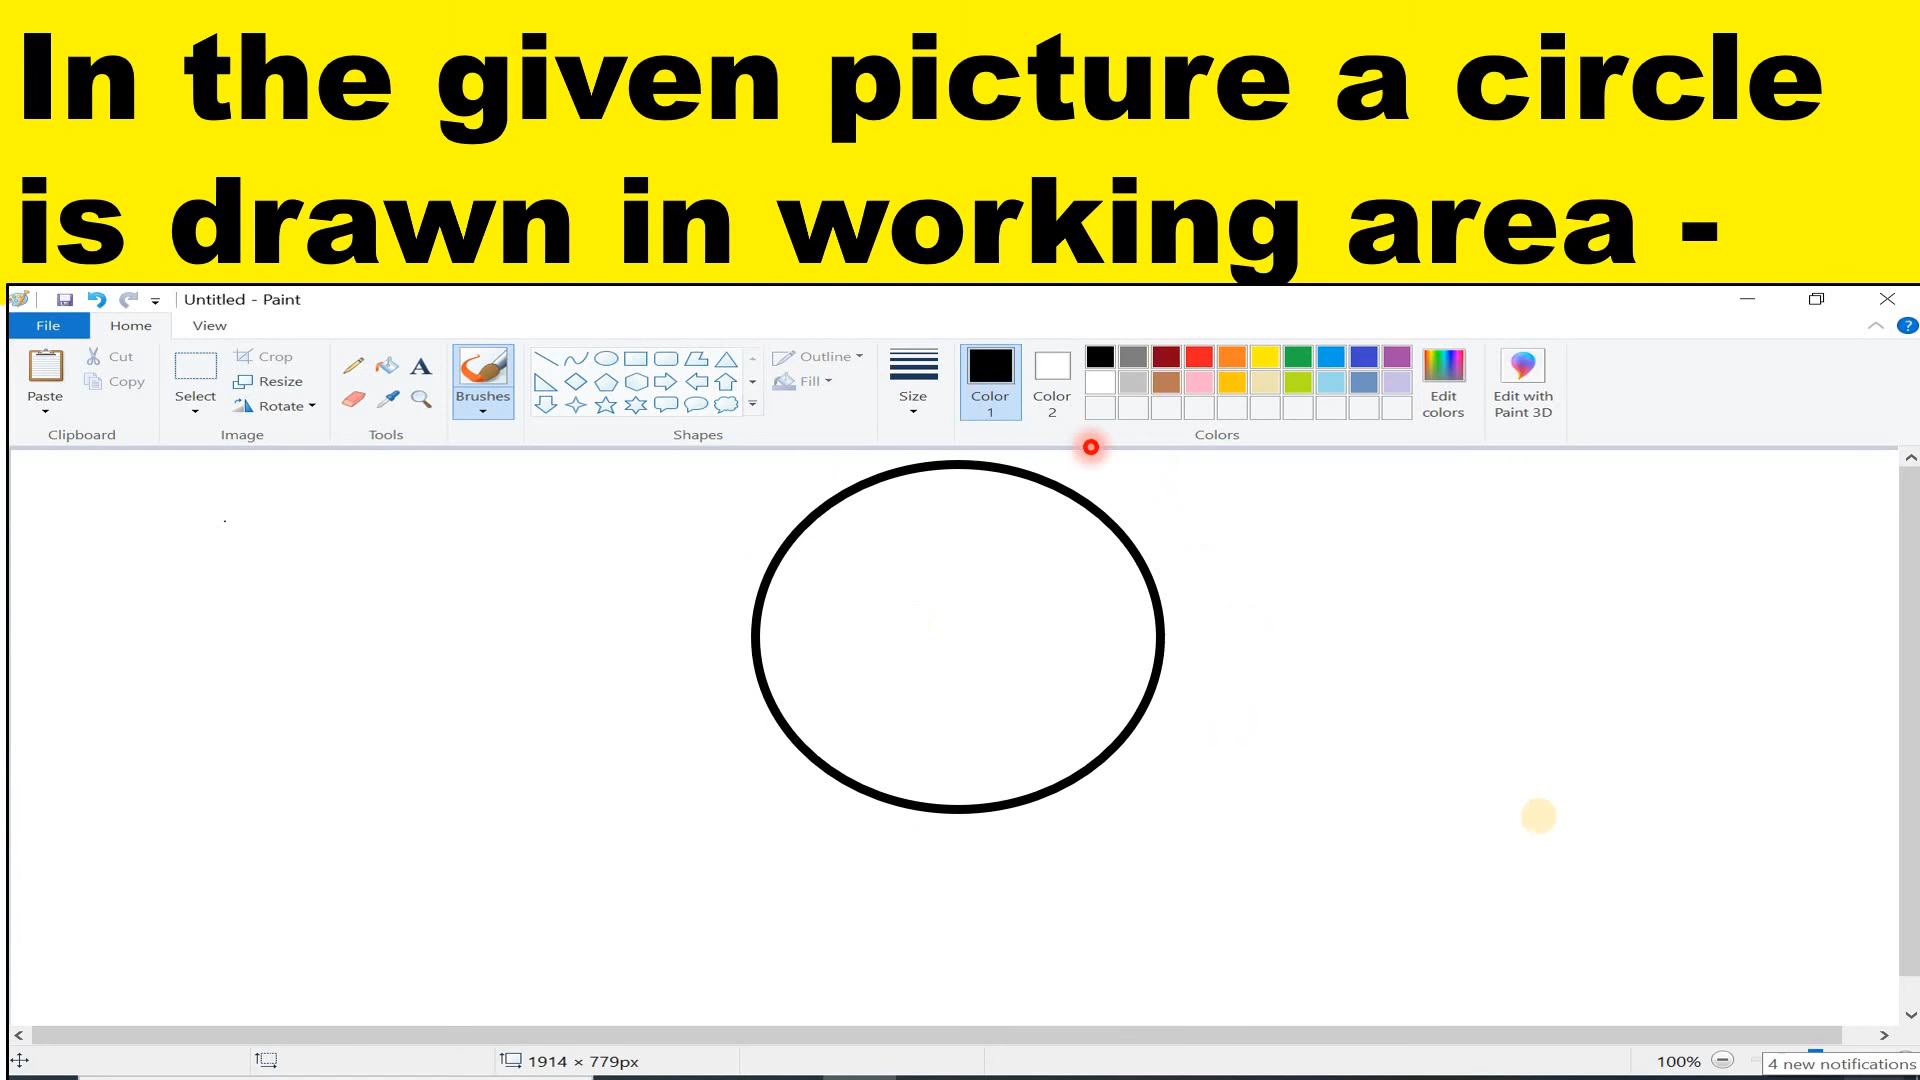 In the given picture a circle
is drawn in working area -
Untitled - Paint
File Home View
Paste Cut Copy Clipboard
Select Crop Resize Rotate Image
A Tools
Brushes
Shapes
Outline Fill
Size
Color 1 Color 2 Colors
Edit colors
Edit with Paint 3D
?
1914 × 779px 100%
4 new notifications